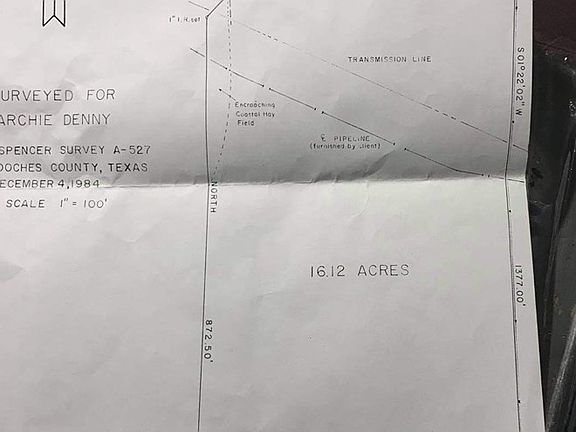 1" I.R. set
TRANSMISSION LINE
S 01° 22' 02" W
URVEYED FOR
ARCHIE DENNY
SPENCER SURVEY A-527
DOCHES COUNTY, TEXAS
ECEMBER 4, 1984
SCALE 1" = 100'
Encroaching
Coastal Hay
Field
℄ PIPELINE
(furnished by client)
NORTH
16.12 ACRES
1377.00'
872.50'